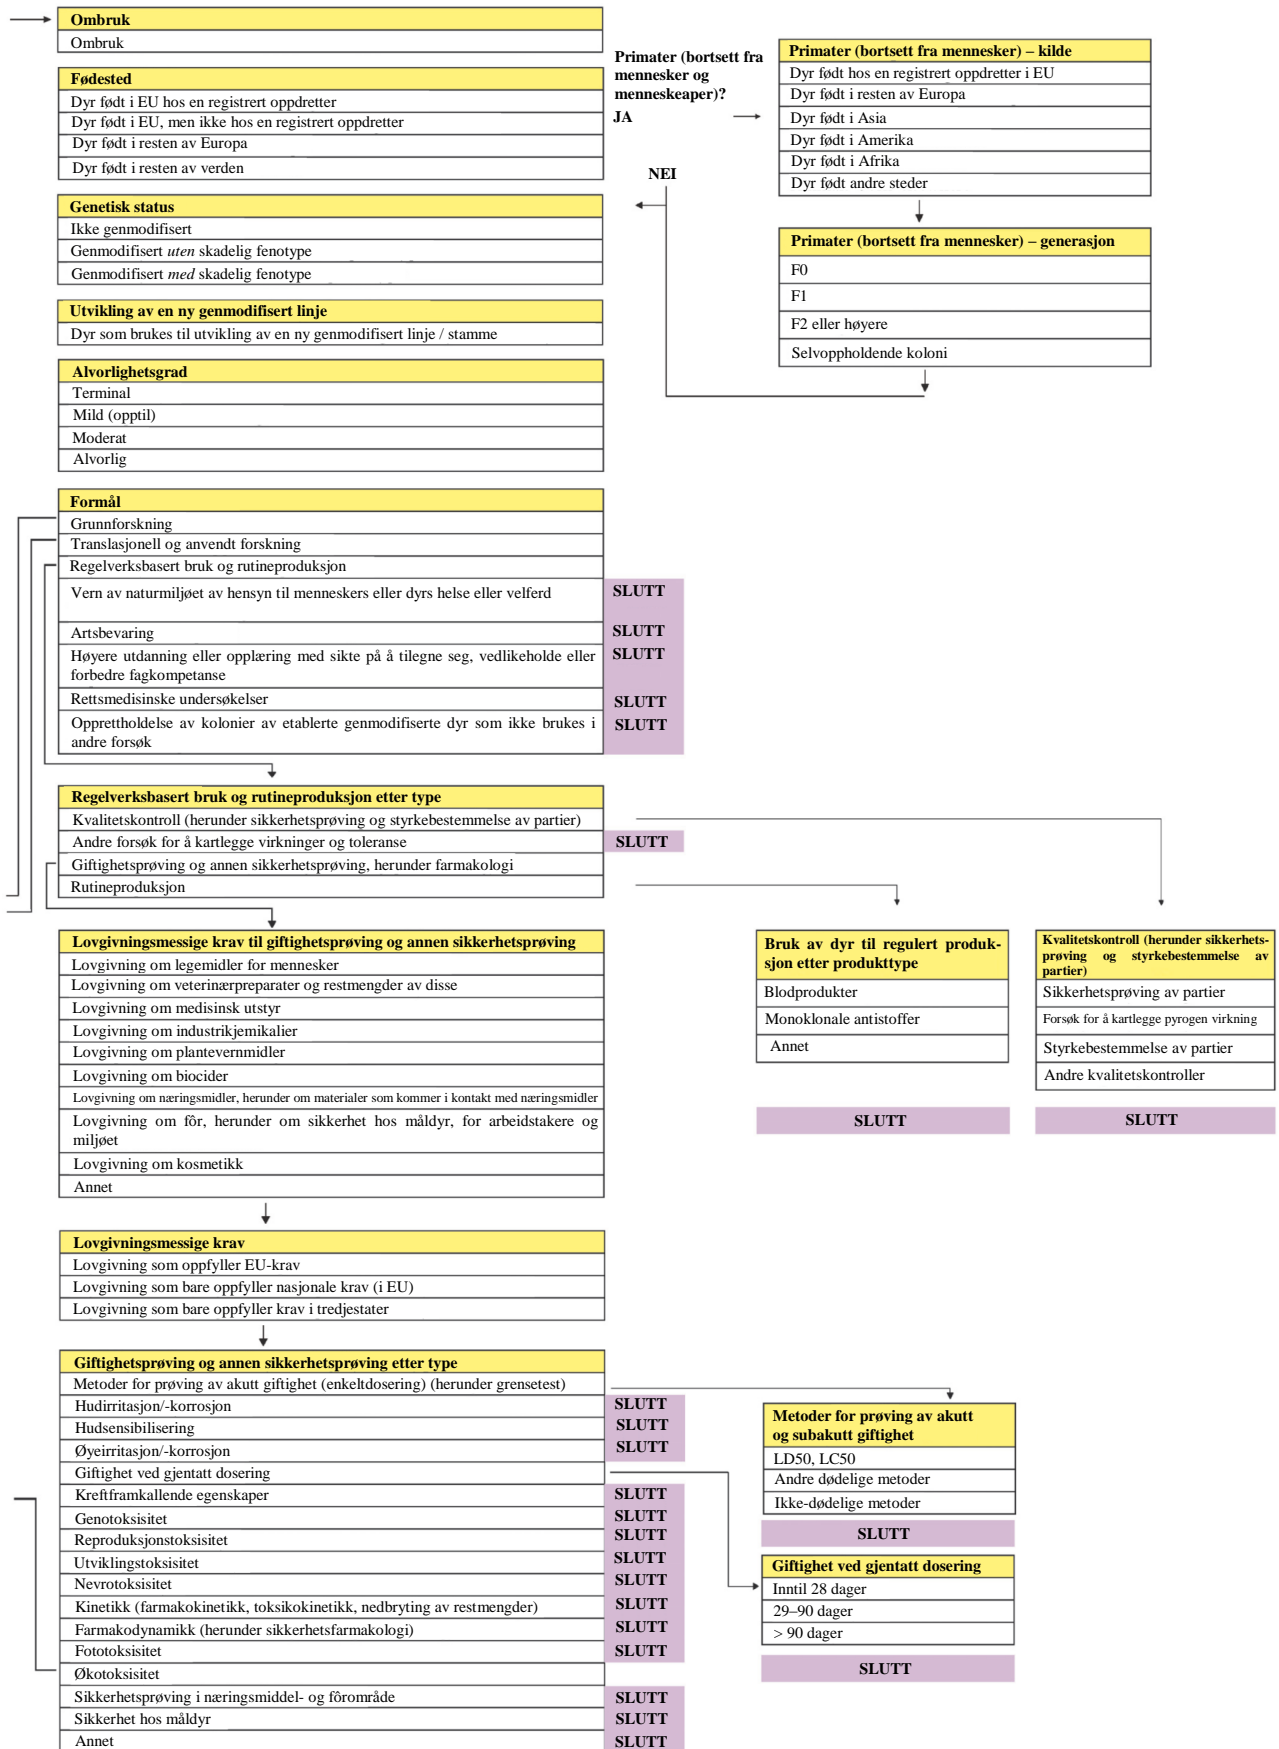 Ombruk
Ombruk
Fødested
Dyr født i EU hos en registrert oppdretter
Dyr født i EU, men ikke hos en registrert oppdretter
Dyr født i resten av Europa
Dyr født i resten av verden
Primater (bortsett fra
mennesker og
menneskeaper)?
JA
NEI
Primater (bortsett fra mennesker) – kilde
Dyr født hos en registrert oppdretter i EU
Dyr født i resten av Europa
Dyr født i Asia
Dyr født i Amerika
Dyr født i Afrika
Dyr født andre steder
Primater (bortsett fra mennesker) – generasjon
F0
F1
F2 eller høyere
Selvoppholdende koloni
Genetisk status
Ikke genmodifisert
Genmodifisert uten skadelig fenotype
Genmodifisert med skadelig fenotype
Utvikling av en ny genmodifisert linje
Dyr som brukes til utvikling av en ny genmodifisert linje / stamme
Alvorlighetsgrad
Terminal
Mild (opptil)
Moderat
Alvorlig
Formål
Grunnforskning
Translasjonell og anvendt forskning
Regelverksbasert bruk og rutineproduksjon
Vern av naturmiljøet av hensyn til menneskers eller dyrs helse eller velferd SLUTT
Artsbevaring SLUTT
Høyere utdanning eller opplæring med sikte på å tilegne seg, vedlikeholde eller SLUTT
forbedre fagkompetanse
Rettsmedisinske undersøkelser SLUTT
Opprettholdelse av kolonier av etablerte genmodifiserte dyr som ikke brukes i SLUTT
andre forsøk
Regelverksbasert bruk og rutineproduksjon etter type
Kvalitetskontroll (herunder sikkerhetsprøving og styrkebestemmelse av partier)
Andre forsøk for å kartlegge virkninger og toleranse SLUTT
Giftighetsprøving og annen sikkerhetsprøving, herunder farmakologi
Rutineproduksjon
Lovgivningsmessige krav til giftighetsprøving og annen sikkerhetsprøving
Lovgivning om legemidler for mennesker
Lovgivning om veterinærpreparater og restmengder av disse
Lovgivning om medisinsk utstyr
Lovgivning om industrikjemikalier
Lovgivning om plantevernmidler
Lovgivning om biocider
Lovgivning om næringsmidler, herunder om materialer som kommer i kontakt med næringsmidler
Lovgivning om fôr, herunder om sikkerhet hos måldyr, for arbeidstakere og
miljøet
Lovgivning om kosmetikk
Annet
Bruk av dyr til regulert produk-
sjon etter produkttype
Blodprodukter
Monoklonale antistoffer
Annet
SLUTT
Kvalitetskontroll (herunder sikkerhets-
prøving og styrkebestemmelse av
partier)
Sikkerhetsprøving av partier
Forsøk for å kartlegge pyrogen virkning
Styrkebestemmelse av partier
Andre kvalitetskontroller
SLUTT
Lovgivningsmessige krav
Lovgivning som oppfyller EU-krav
Lovgivning som bare oppfyller nasjonale krav (i EU)
Lovgivning som bare oppfyller krav i tredjestater
Giftighetsprøving og annen sikkerhetsprøving etter type
Metoder for prøving av akutt giftighet (enkeltdosering) (herunder grensetest)
Hudirritasjon/-korrosjon SLUTT
Hudsensibilisering SLUTT
Øyeirritasjon/-korrosjon SLUTT
Giftighet ved gjentatt dosering
Kreftframkallende egenskaper SLUTT
Genotoksisitet SLUTT
Reproduksjonstoksisitet SLUTT
Utviklingstoksisitet SLUTT
Nevrotoksisitet SLUTT
Kinetikk (farmakokinetikk, toksikokinetikk, nedbryting av restmengder) SLUTT
Farmakodynamikk (herunder sikkerhetsfarmakologi) SLUTT
Fototoksisitet SLUTT
Økotoksisitet
Sikkerhetsprøving i næringsmiddel- og fôrområde SLUTT
Sikkerhet hos måldyr SLUTT
Annet SLUTT
Metoder for prøving av akutt
og subakutt giftighet
LD50, LC50
Andre dødelige metoder
Ikke-dødelige metoder
SLUTT
Giftighet ved gjentatt dosering
Inntil 28 dager
29–90 dager
> 90 dager
SLUTT